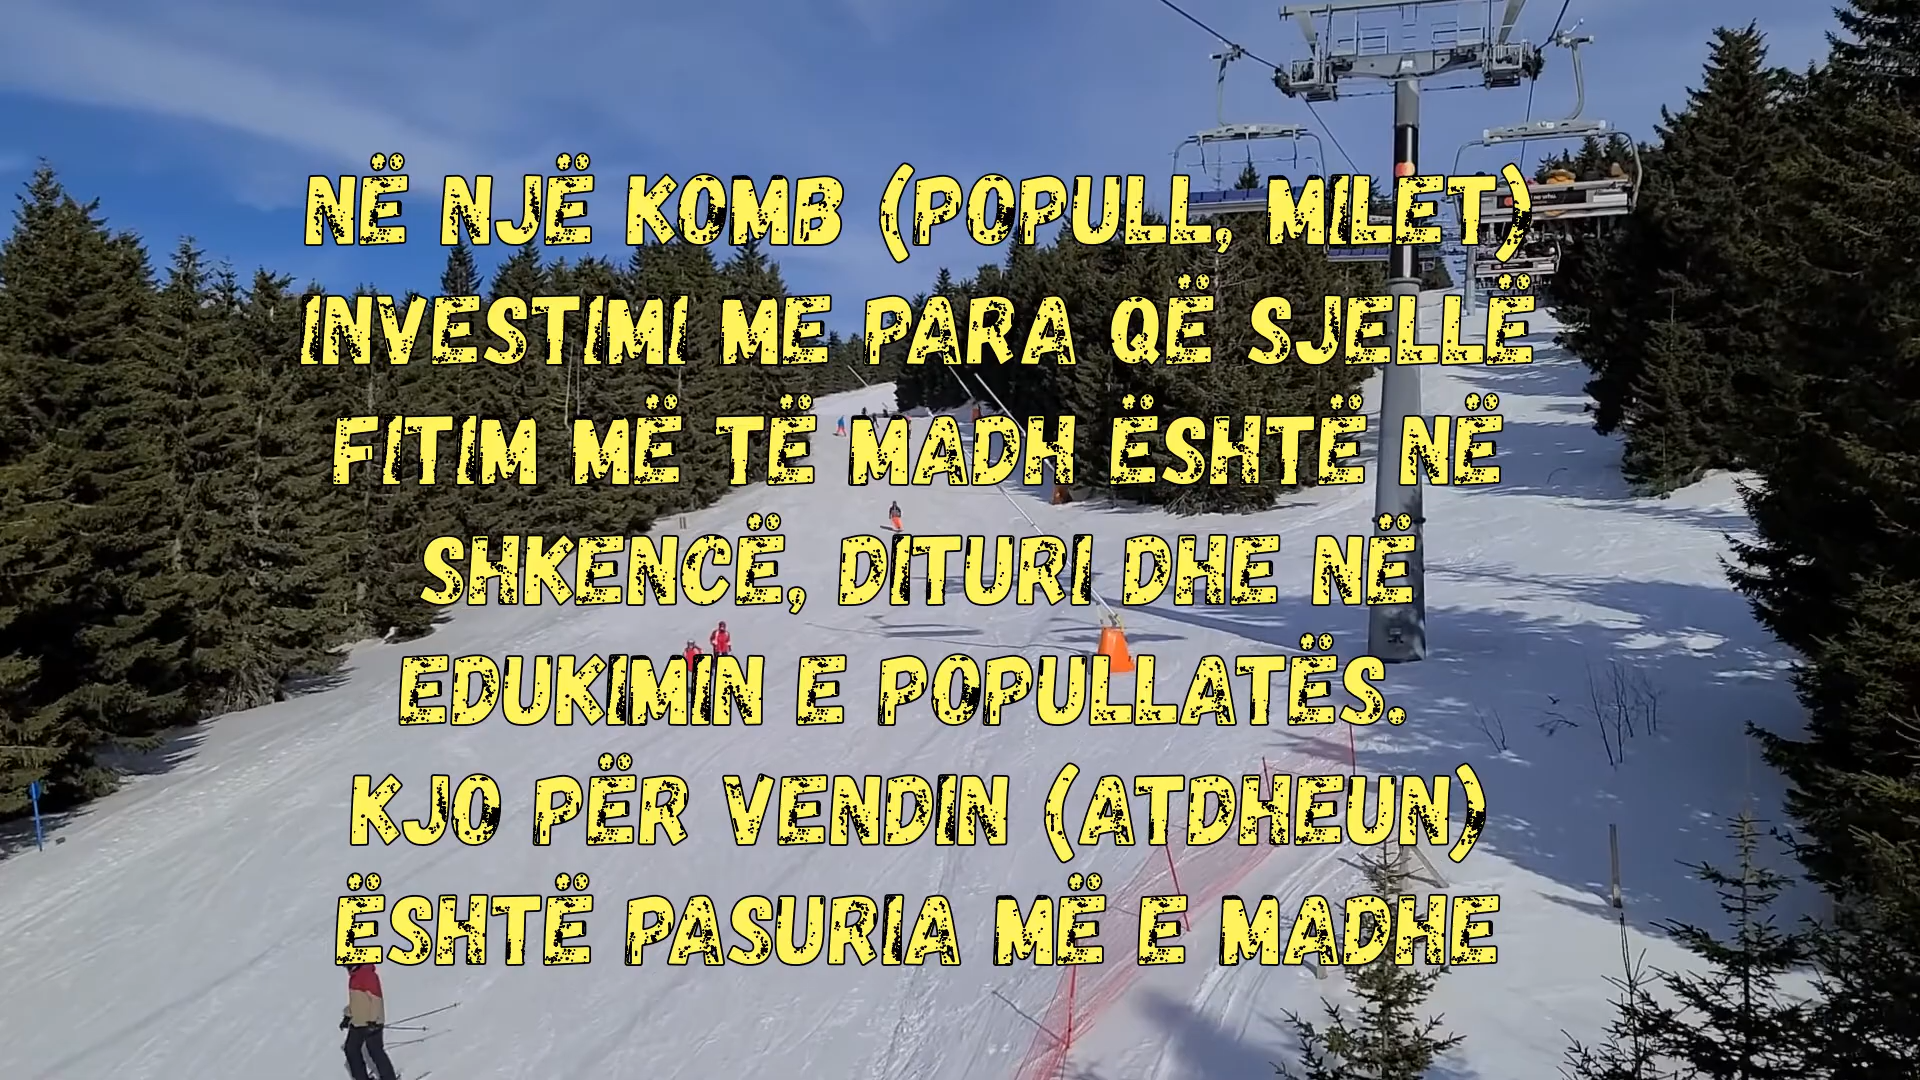 NË NJË KOMB (POPULL, MILET)
INVESTIMI ME PARA QË SJELLË
FITIM MË TË MADH ËSHTË NË
SHKENCË, DITURI DHE NË
EDUKIMIN E POPULLATËS.
KJO PËR VENDIN (ATDHEUN)
ËSHTË PASURIA MË E MADHE